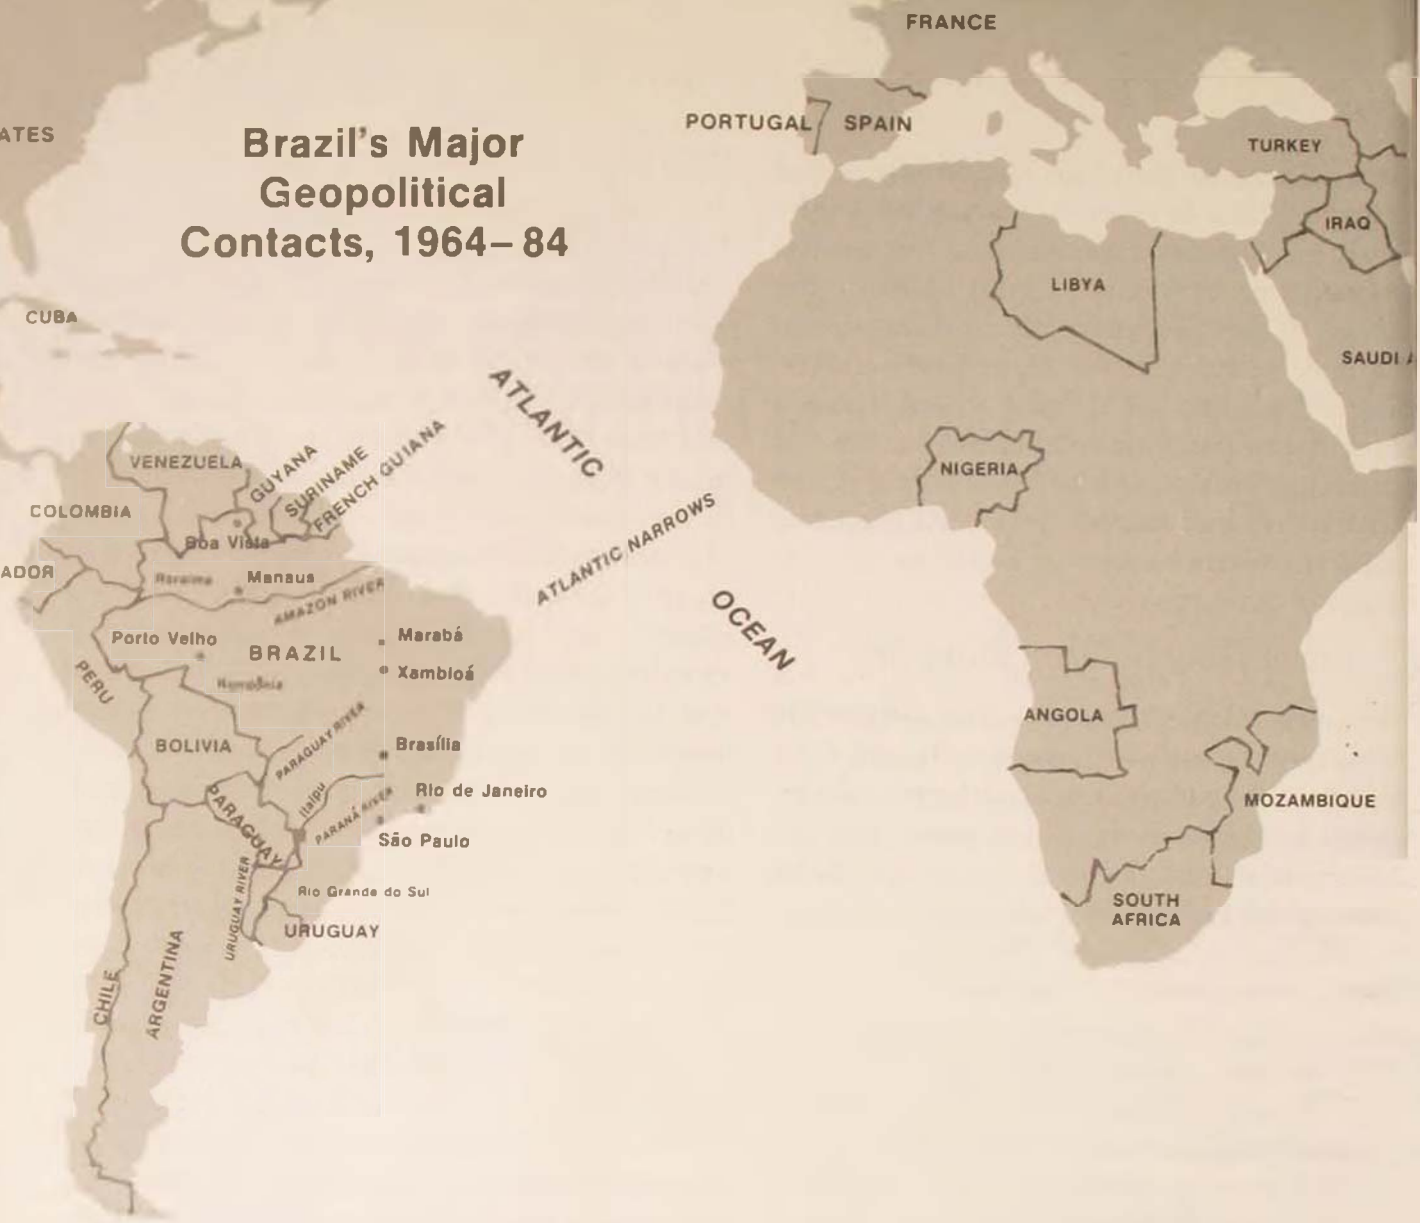 FRANCE
ATES
Brazil's Major
Geopolitical
Contacts, 1964–84
PORTUGAL
SPAIN
TURKEY
IRAQ
LIBYA
CUBA
SAUDI A
ATLANTIC
VENEZUELA
GUYANA
SURINAME
FRENCH GUIANA
NIGERIA
COLOMBIA
ATLANTIC NARROWS
Boa Vista
ADOR
Roraima
Manaus
AMAZON RIVER
OCEAN
Porto Velho
BRAZIL
Marabá
Xambioá
PERU
Rondônia
ANGOLA
BOLIVIA
PARAGUAY RIVER
Brasília
Itaipu
PARANÁ RIVER
Rio de Janeiro
MOZAMBIQUE
PARAGUAY
São Paulo
URUGUAY RIVER
Rio Grande do Sul
SOUTH
AFRICA
URUGUAY
CHILE
ARGENTINA